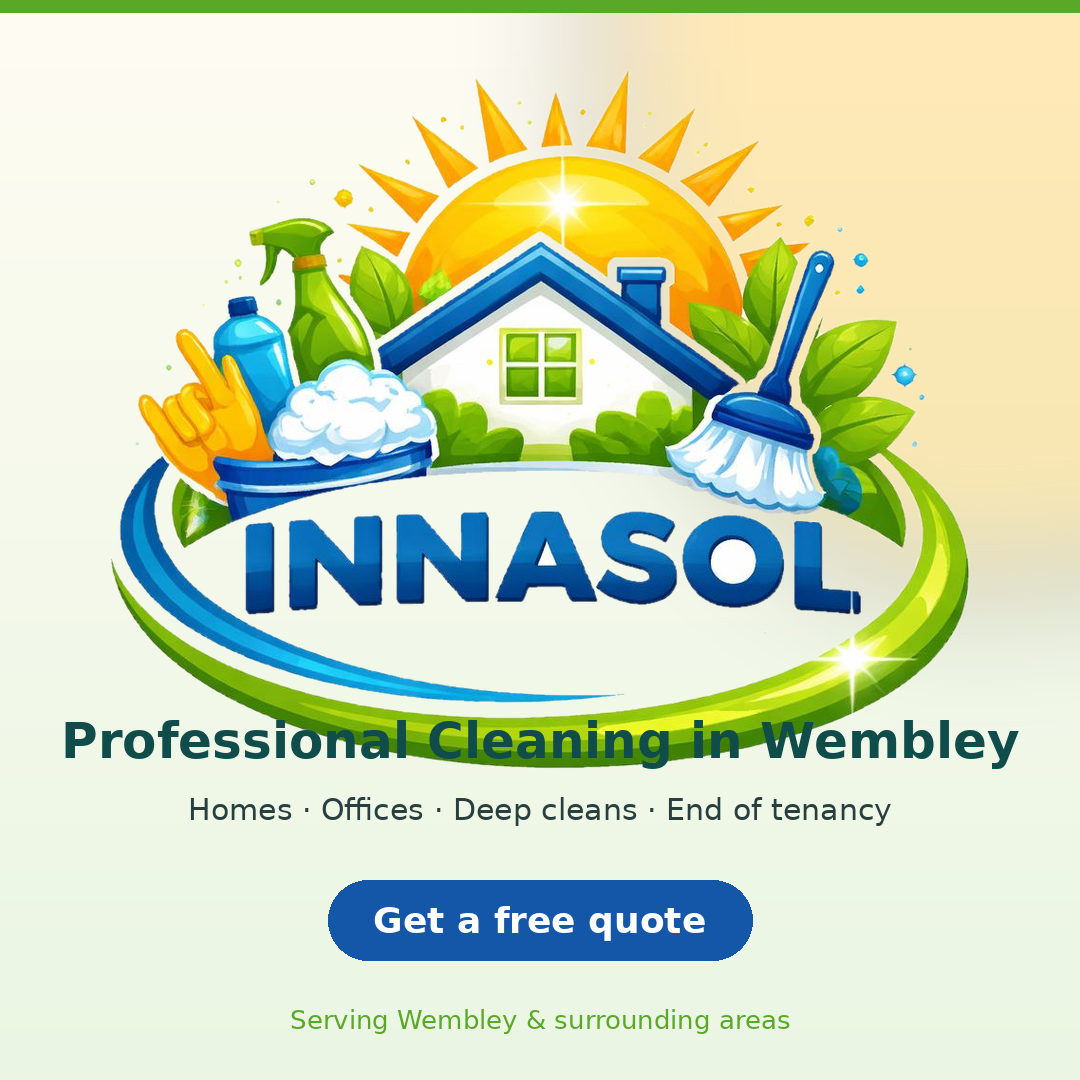 INNASOL
Professional Cleaning in Wembley
Homes · Offices · Deep cleans · End of tenancy
Get a free quote
Serving Wembley & surrounding areas